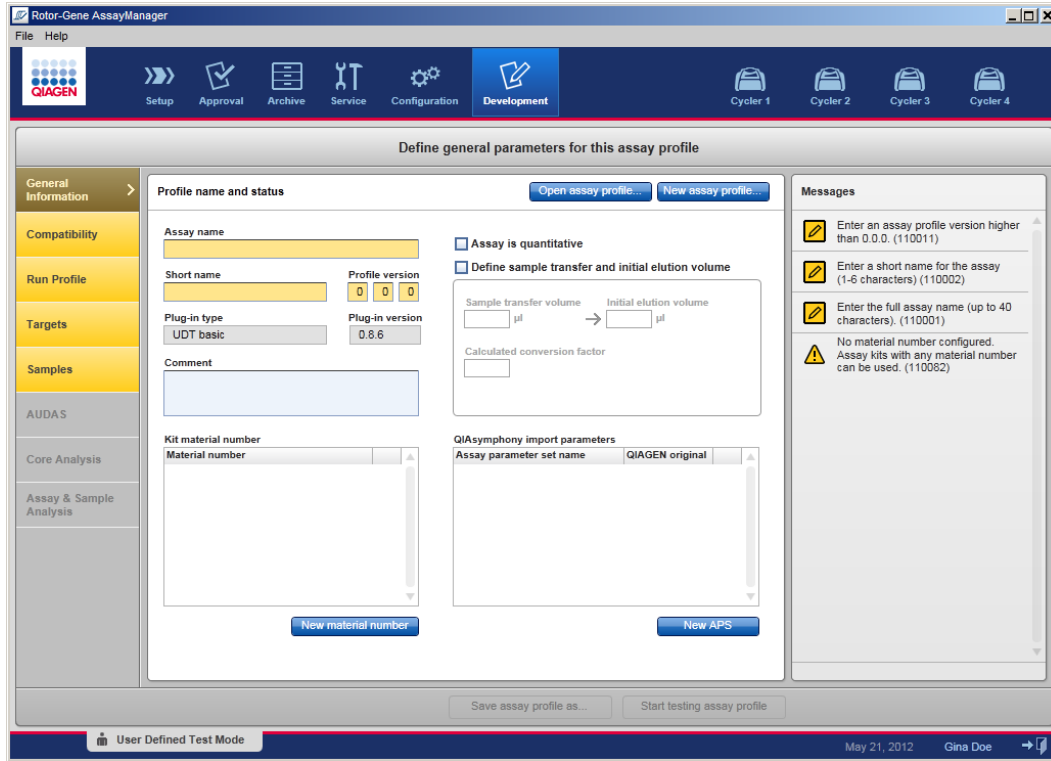 Rotor-Gene AssayManager
File Help
QIAGEN
Setup Approval Archive Service Configuration Development Cycler 1 Cycler 2 Cycler 3 Cycler 4
Define general parameters for this assay profile
General
Information
Compatibility
Run Profile
Targets
Samples
AUDAS
Core Analysis
Assay & Sample
Analysis
Profile name and status Open assay profile... New assay profile...
Assay name
Short name Profile version
0 0 0
Plug-in type Plug-in version
UDT basic 0.8.6
Comment
Assay is quantitative
Define sample transfer and initial elution volume
Sample transfer volume Initial elution volume
µl µl
Calculated conversion factor
Kit material number
Material number
New material number
QIAsymphony import parameters
Assay parameter set name QIAGEN original
New APS
Messages
Enter an assay profile version higher
than 0.0.0. (110011)
Enter a short name for the assay
(1-6 characters) (110002)
Enter the full assay name (up to 40
characters). (110001)
No material number configured.
Assay kits with any material number
can be used. (110082)
Save assay profile as... Start testing assay profile
User Defined Test Mode
May 21, 2012 Gina Doe